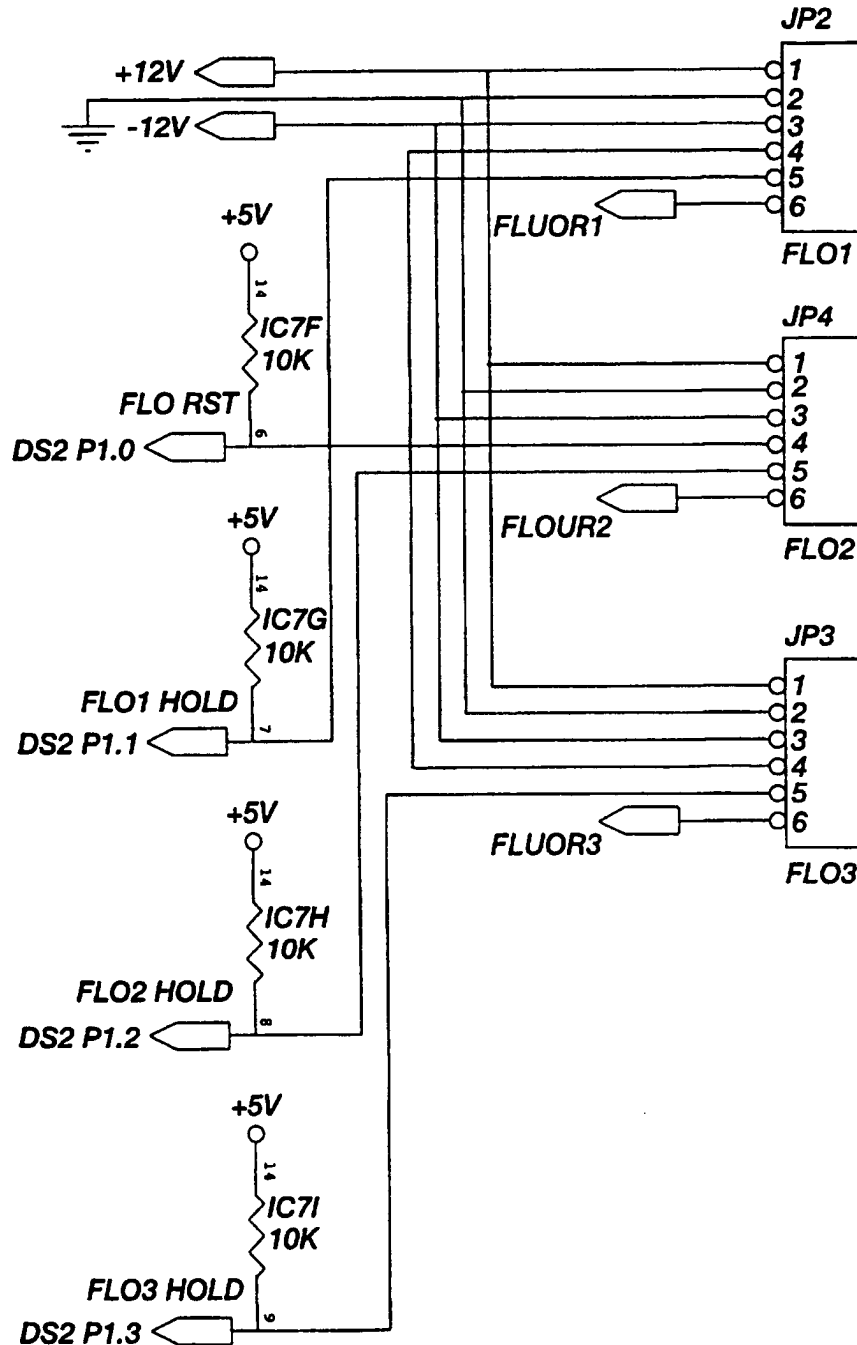 JP2
+12V
1
2
-12V
3
4
5
6
FLUOR1
FLO1
+5V
14
IC7F
10K
FLO RST
6
DS2 P1.0
JP4
1
2
3
4
5
6
FLOUR2
FLO2
+5V
14
IC7G
10K
FLO1 HOLD
7
DS2 P1.1
JP3
1
2
3
4
5
6
FLUOR3
FLO3
+5V
14
IC7H
10K
FLO2 HOLD
8
DS2 P1.2
+5V
14
IC7I
10K
FLO3 HOLD
9
DS2 P1.3